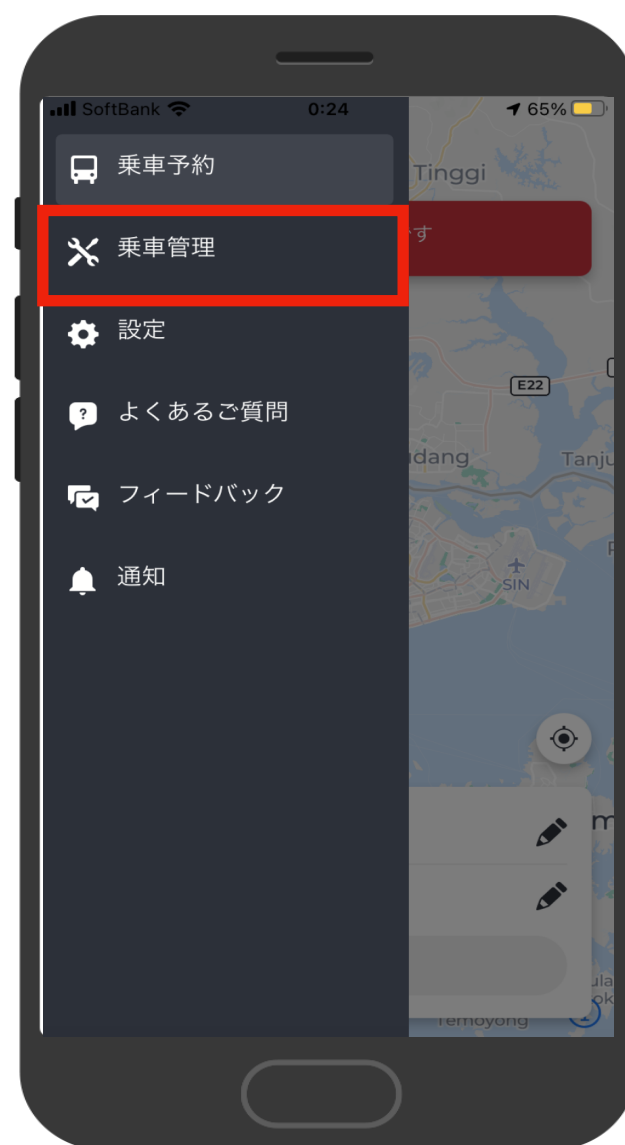 SoftBank 0:24 65%
乗車予約
Tinggi
乗車管理
す
設定
E22
よくあるご質問
udang
Tanju
フィードバック
通知
SIN
Temoyong